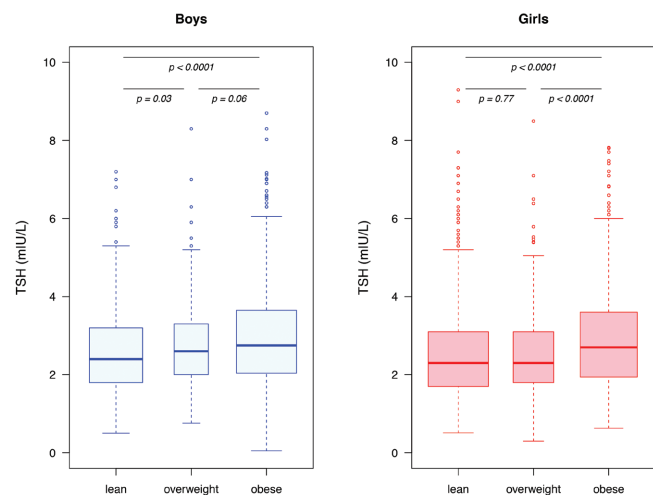 Boys
TSH (mIU/L)
10
8
6
4
2
0
p < 0.0001
p = 0.03
p = 0.06
lean
overweight
obese
Girls
TSH (mIU/L)
10
8
6
4
2
0
p <0.0001
p = 0.77
p <0.0001
lean
overweight
obese